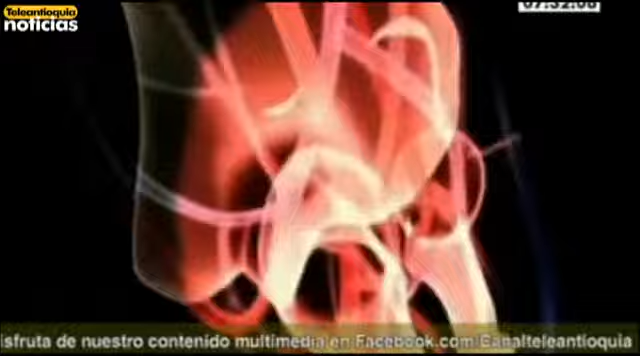 Teleantioquia
noticias
isfruta de nuestro contenido multimedia en Facebook.com/Canalteleantioquia